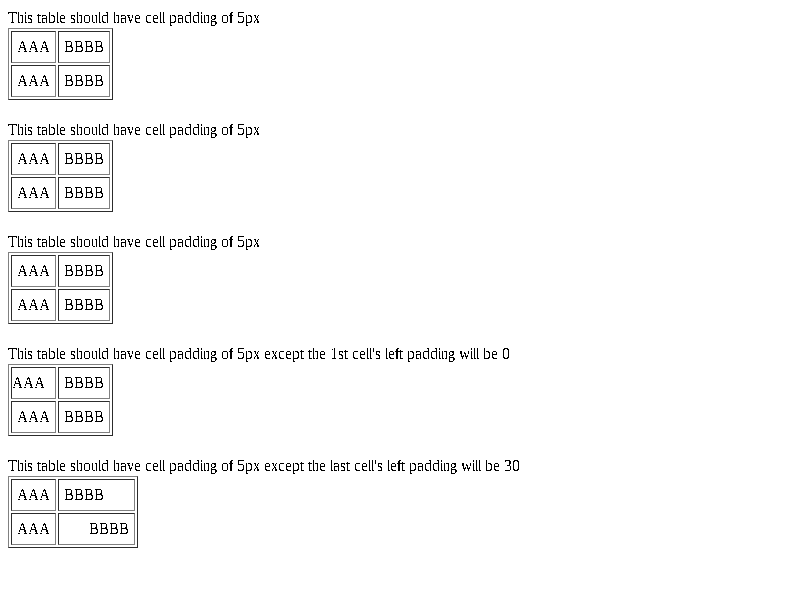 This table should have cell padding of 5px
AAA BBBB
AAA BBBB
This table should have cell padding of 5px
AAA BBBB
AAA BBBB
This table should have cell padding of 5px
AAA BBBB
AAA BBBB
This table should have cell padding of 5px except the 1st cell's left padding will be 0
AAA BBBB
AAA BBBB
This table should have cell padding of 5px except the last cell's left padding will be 30
AAA BBBB
AAA BBBB